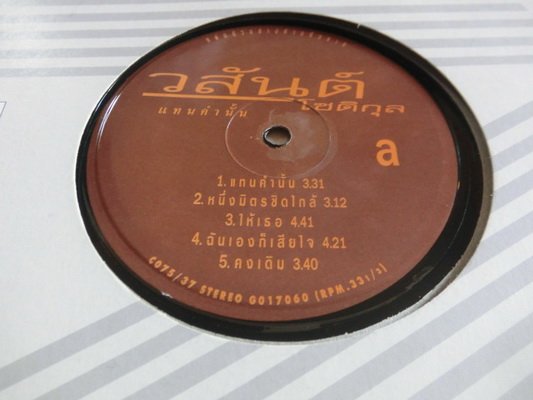 วสันต์
โชติกุล
แทนคำนั้น
a
1. แทนคำนั้น 3.31
2. หนึ่งมิตรชิดใกล้ 3.12
3. ให้เธอ 4.41
4. ฉันเองก็เสียใจ 4.21
5. คงเดิม 3.40
C075/37 STEREO G017060 (RPM.33 1/3)